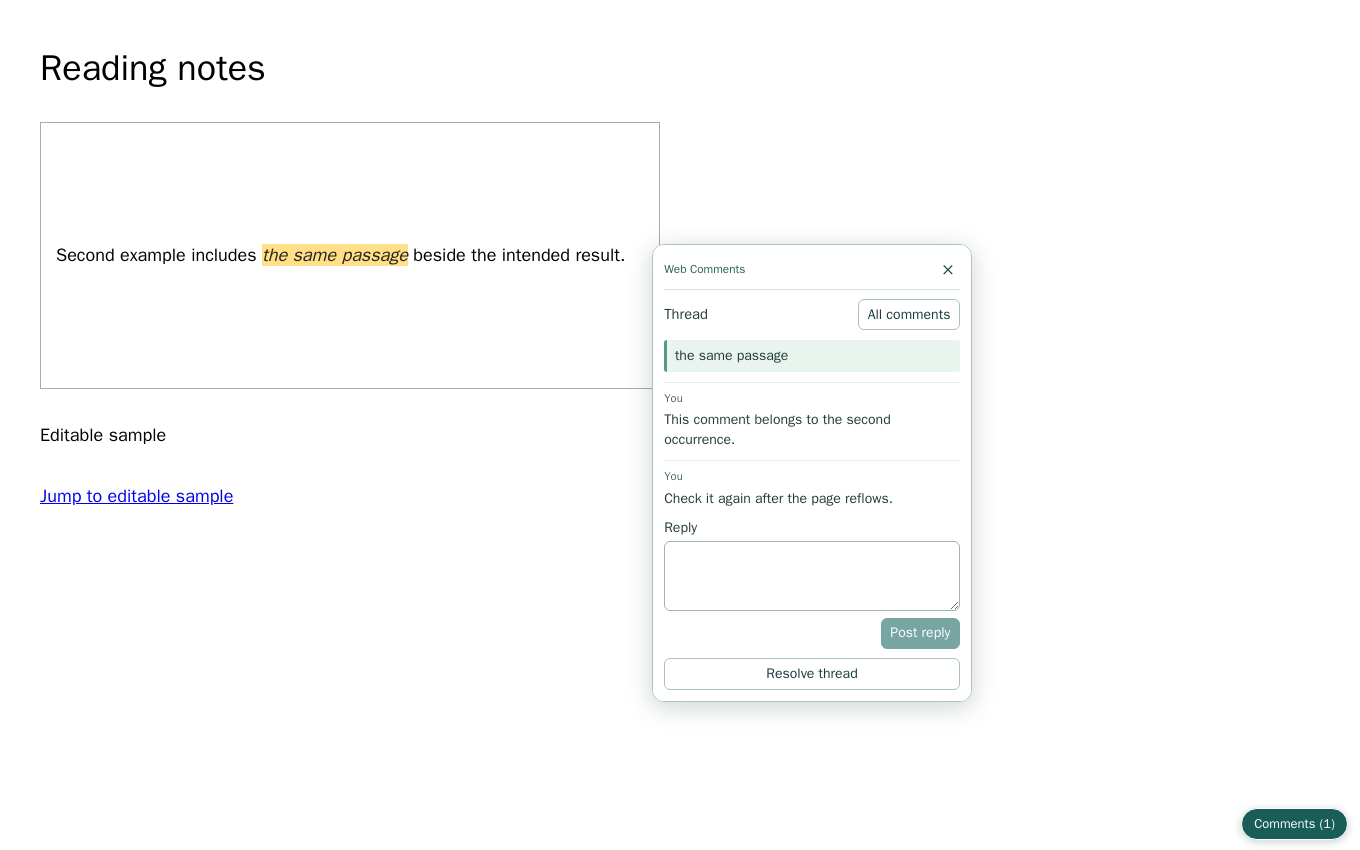 Reading notes
Second example includes the same passage beside the intended result.
Editable sample
Jump to editable sample
Web Comments
×
Thread
All comments
the same passage
You
This comment belongs to the second
occurrence.
You
Check it again after the page reflows.
Reply
Post reply
Resolve thread
Comments (1)